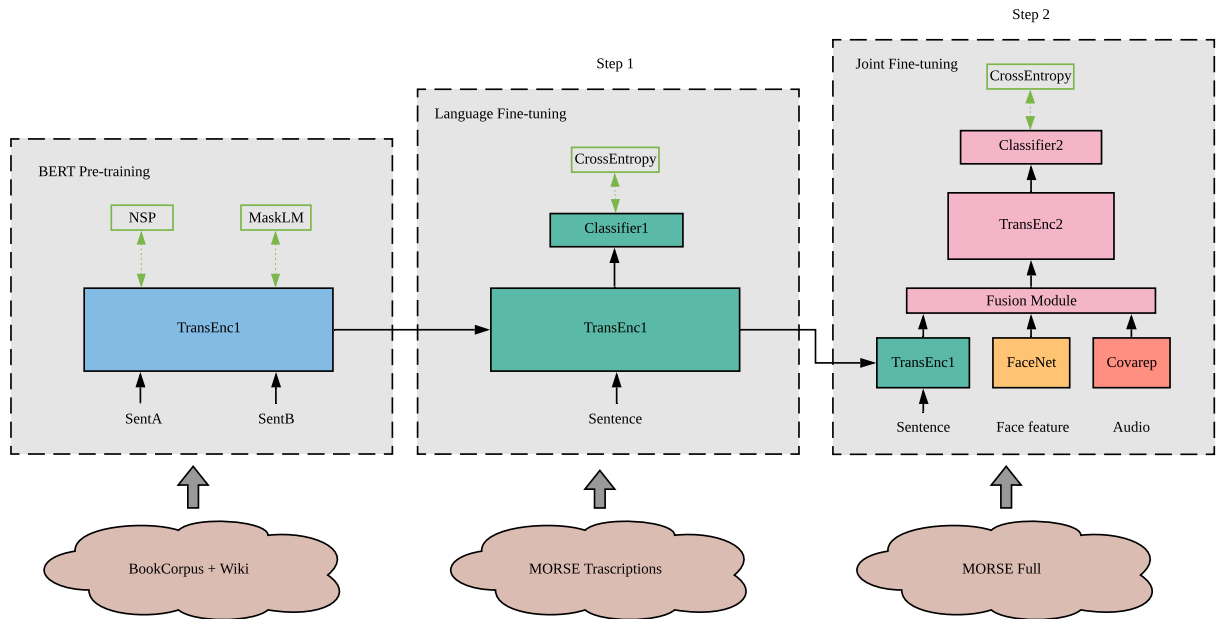 BERT Pre-training
NSP
MaskLM
TransEnc1
SentA
SentB
BookCorpus + Wiki
Step 1
Language Fine-tuning
CrossEntropy
Classifier1
TransEnc1
Sentence
MORSE Trascriptions
Step 2
Joint Fine-tuning
CrossEntropy
Classifier2
TransEnc2
Fusion Module
TransEnc1
FaceNet
Covarep
Sentence
Face feature
Audio
MORSE Full